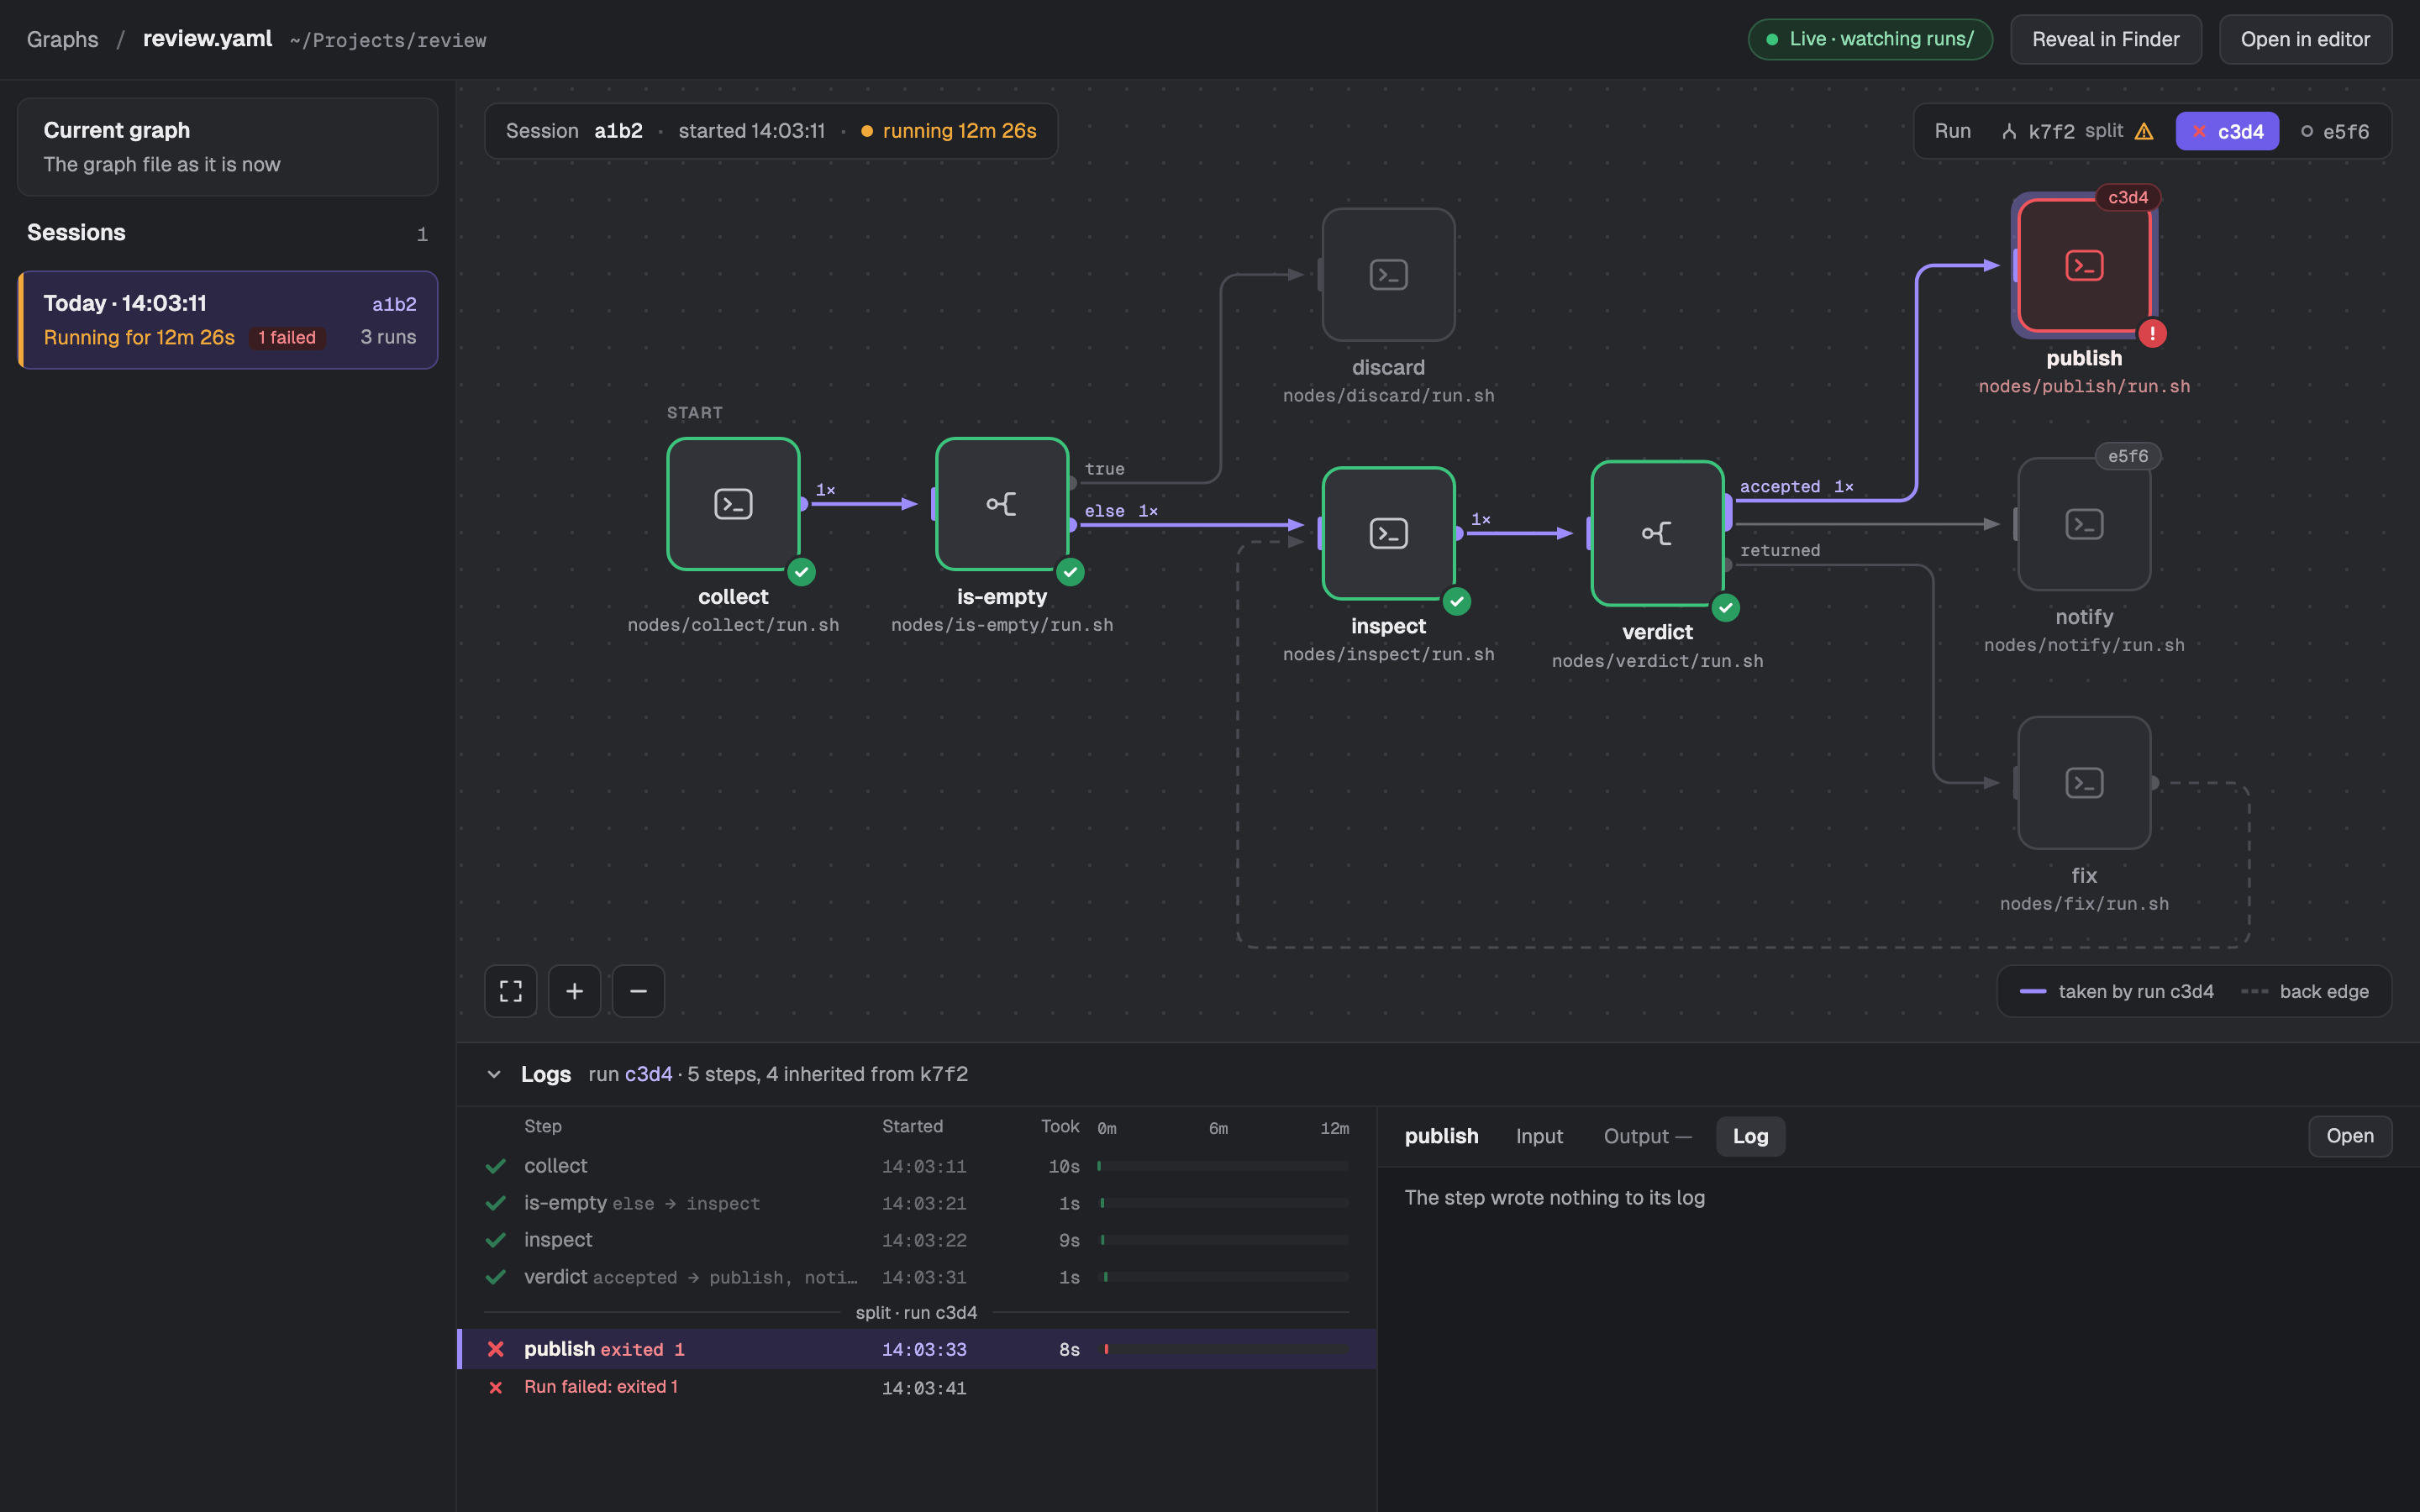 Graphs / review.yaml ~/Projects/review
Live · watching runs/
Reveal in Finder
Open in editor
Current graph
The graph file as it is now
Sessions 1
Today · 14:03:11 a1b2
Running for 12m 26s 1 failed 3 runs
Session a1b2 · started 14:03:11 · running 12m 26s
Run k7f2 split c3d4 e5f6
c3d4
publish
nodes/publish/run.sh
discard
nodes/discard/run.sh
START
1×
collect
nodes/collect/run.sh
true
else 1×
is-empty
nodes/is-empty/run.sh
1×
inspect
nodes/inspect/run.sh
accepted 1×
returned
verdict
nodes/verdict/run.sh
e5f6
notify
nodes/notify/run.sh
fix
nodes/fix/run.sh
taken by run c3d4
back edge
Logs run c3d4 · 5 steps, 4 inherited from k7f2
Step Started Took 0m 6m 12m
collect 14:03:11 10s
is-empty else → inspect 14:03:21 1s
inspect 14:03:22 9s
verdict accepted → publish, noti… 14:03:31 1s
split · run c3d4
publish exited 1 14:03:33 8s
Run failed: exited 1 14:03:41
publish Input Output — Log Open
The step wrote nothing to its log